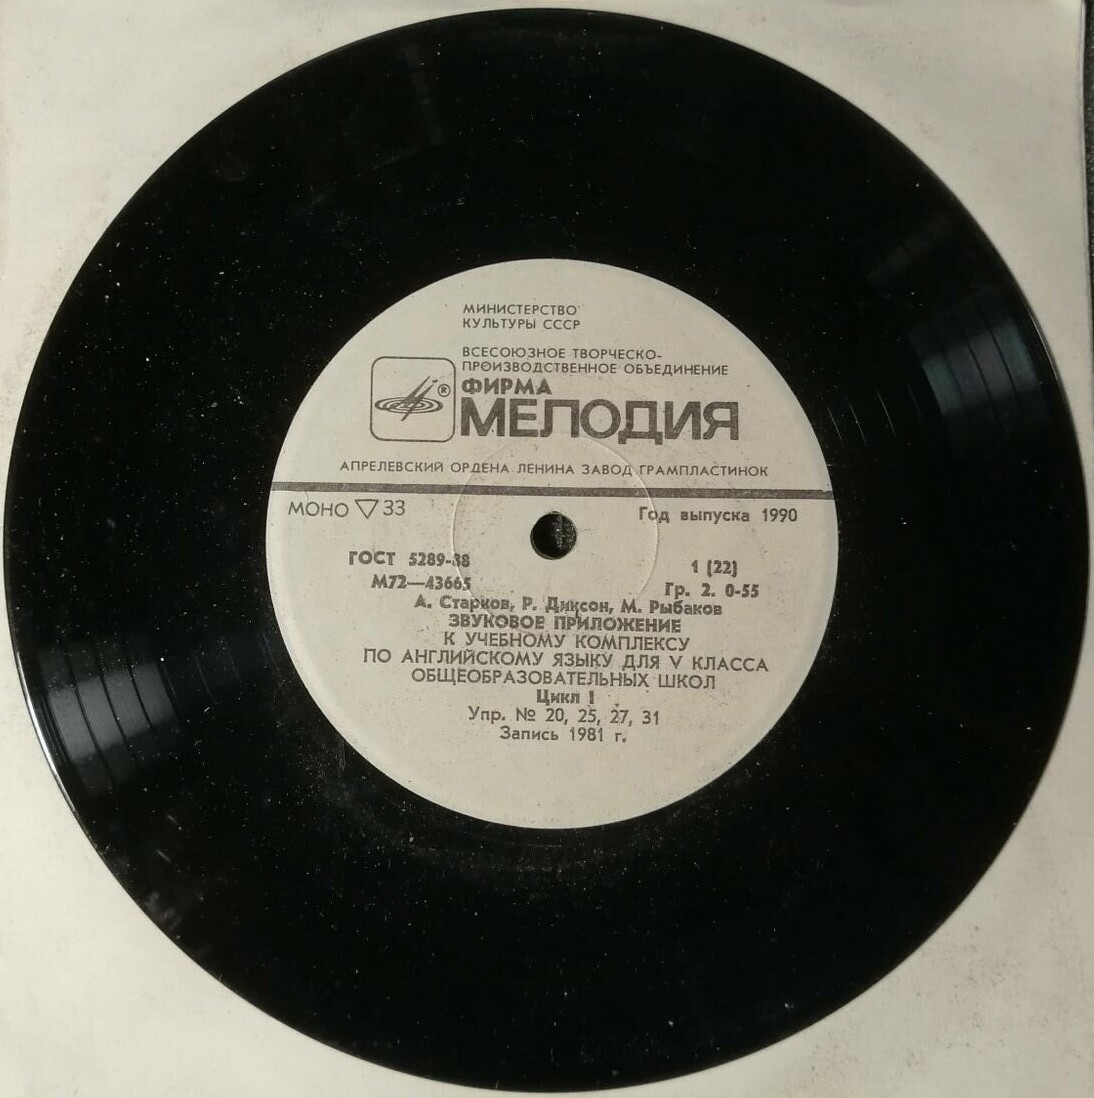 МИНИСТЕРСТВО
КУЛЬТУРЫ СССР
ВСЕСОЮЗНОЕ ТВОРЧЕСКО-
ПРОИЗВОДСТВЕННОЕ ОБЪЕДИНЕНИЕ
ФИРМА
®
МЕЛОДИЯ
АПРЕЛЕВСКИЙ ОРДЕНА ЛЕНИНА ЗАВОД ГРАМПЛАСТИНОК
МОНО ▽ 33
Год выпуска 1990
ГОСТ 5289-88
1 (22)
М72—43665
Гр. 2. 0-55
А. Старков, Р. Диксон, М. Рыбаков
ЗВУКОВОЕ ПРИЛОЖЕНИЕ
К УЧЕБНОМУ КОМПЛЕКСУ
ПО АНГЛИЙСКОМУ ЯЗЫКУ ДЛЯ V КЛАССА
ОБЩЕОБРАЗОВАТЕЛЬНЫХ ШКОЛ
Цикл I
Упр. № 20, 25, 27, 31
Запись 1981 г.